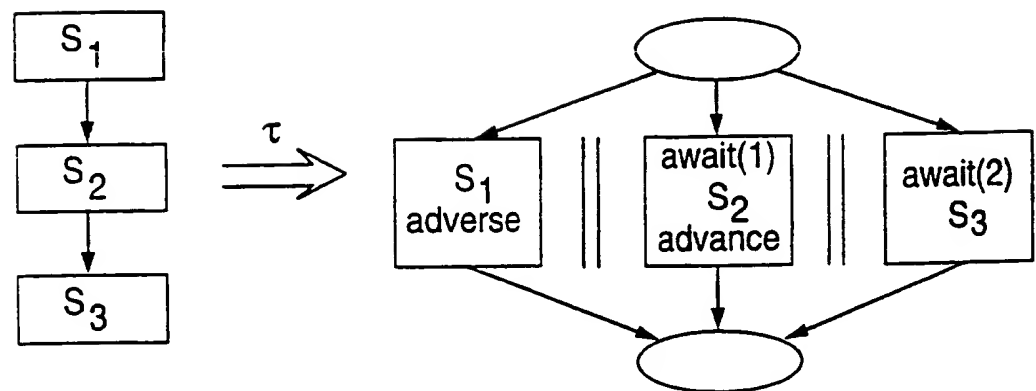 S1
S2
S3
τ
S1
adverse
await(1)
S2
advance
await(2)
S3